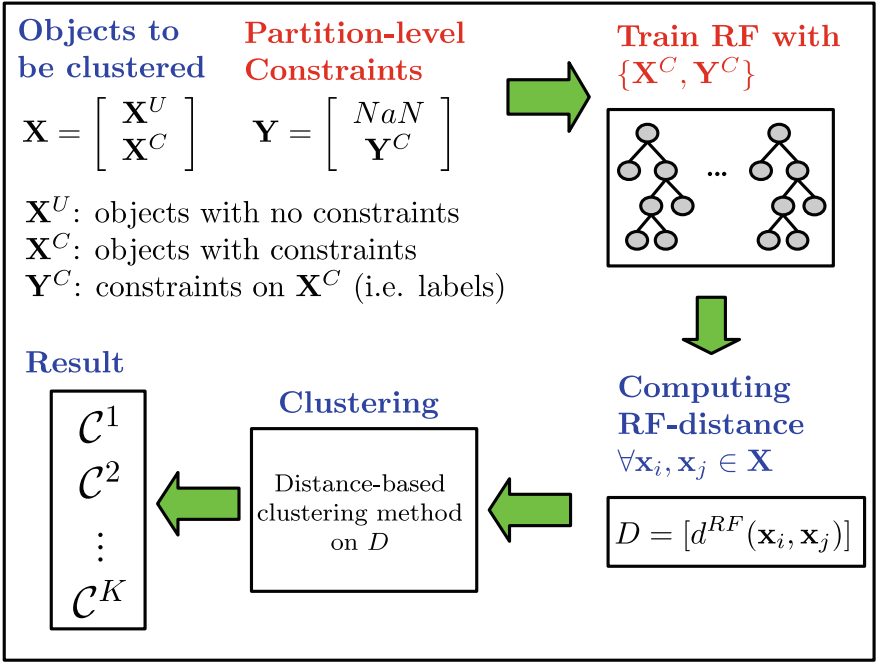 Objects to
be clustered
X = [ X^U
X^C ]
Partition-level
Constraints
Y = [ NaN
Y^C ]
Train RF with
{X^C, Y^C}
...
X^U: objects with no constraints
X^C: objects with constraints
Y^C: constraints on X^C (i.e. labels)
Computing
RF-distance
∀x_i, x_j ∈ X
D = [d^{RF}(x_i, x_j)]
Clustering
Distance-based
clustering method
on D
Result
C^1
C^2
⋮
C^K